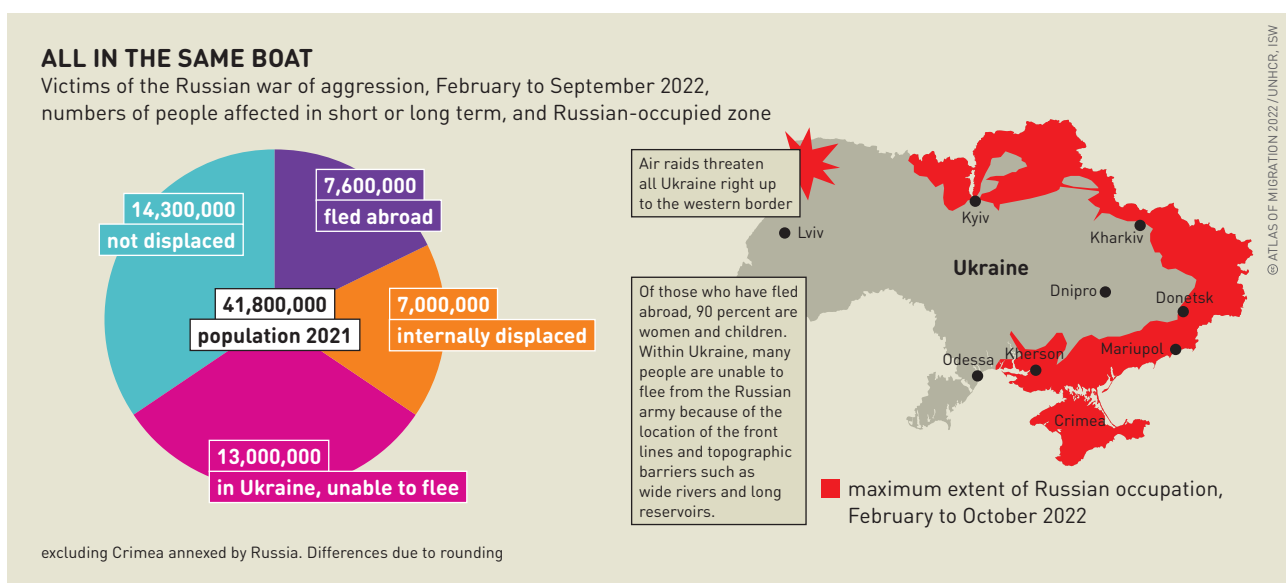 ALL IN THE SAME BOAT
Victims of the Russian war of aggression, February to September 2022,
numbers of people affected in short or long term, and Russian-occupied zone
7,600,000
fled abroad
14,300,000
not displaced
41,800,000
population 2021
7,000,000
internally displaced
13,000,000
in Ukraine, unable to flee
excluding Crimea annexed by Russia. Differences due to rounding
Air raids threaten
all Ukraine right up
to the western border
Of those who have fled
abroad, 90 percent are
women and children.
Within Ukraine, many
people are unable to
flee from the Russian
army because of the
location of the front
lines and topographic
barriers such as
wide rivers and long
reservoirs.
Lviv
Kyiv
Kharkiv
Ukraine
Dnipro
Donetsk
Odessa
Kherson
Mariupol
Crimea
maximum extent of Russian occupation,
February to October 2022
© ATLAS OF MIGRATION 2022 / UNHCR, ISW